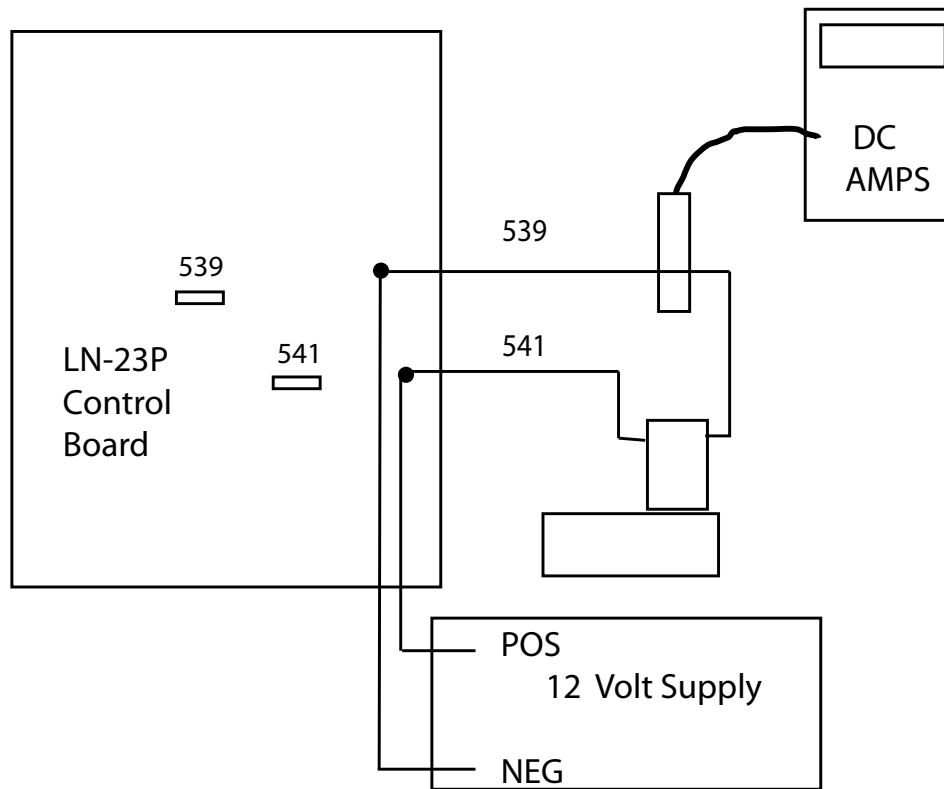 DC
AMPS
539
539
541
541
LN-23P
Control
Board
POS
12 Volt Supply
NEG